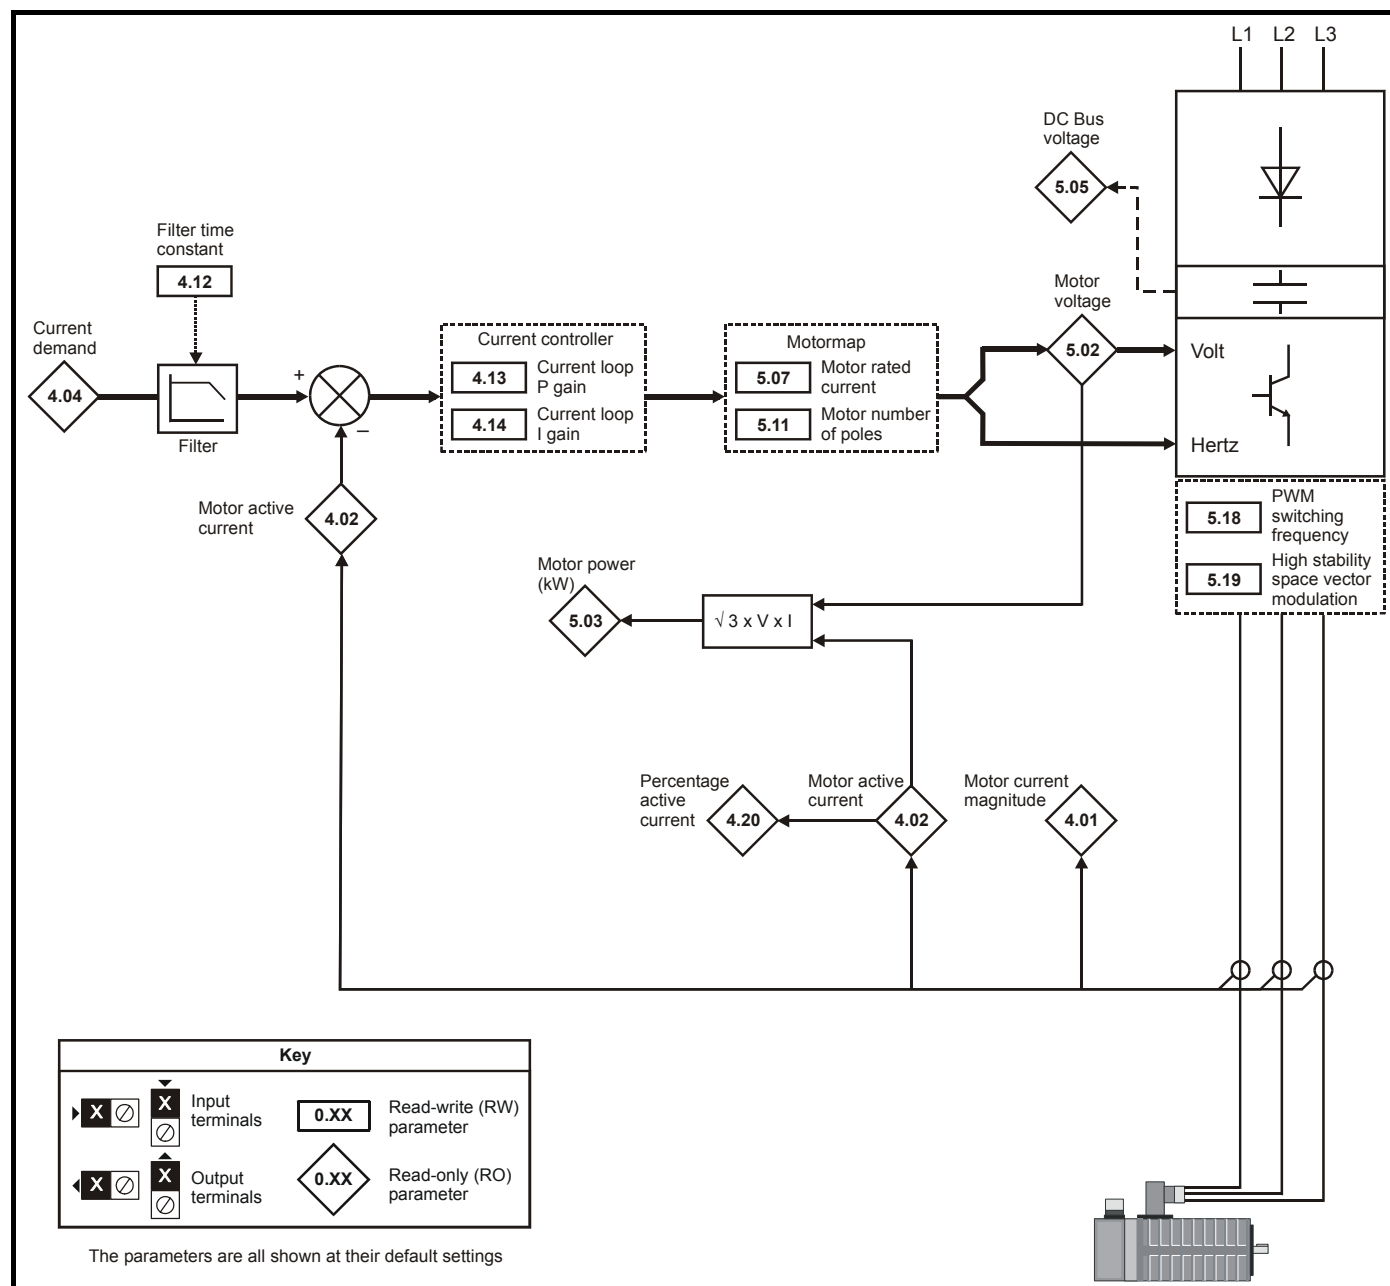 L1 L2 L3
DC Bus
voltage
5.05
Filter time
constant
4.12
Motor
voltage
5.02
Current
demand
4.04
Filter
+
–
Current controller
4.13 Current loop
P gain
4.14 Current loop
I gain
Motormap
5.07 Motor rated
current
5.11 Motor number
of poles
Volt
Hertz
5.18 PWM
switching
frequency
5.19 High stability
space vector
modulation
Motor active
current
4.02
Motor power
(kW)
5.03
√ 3 x V x I
Percentage
active
current
4.20
Motor active
current
4.02
Motor current
magnitude
4.01
Key
X X Input
terminals
0.XX Read-write (RW)
parameter
X X Output
terminals
0.XX Read-only (RO)
parameter
The parameters are all shown at their default settings